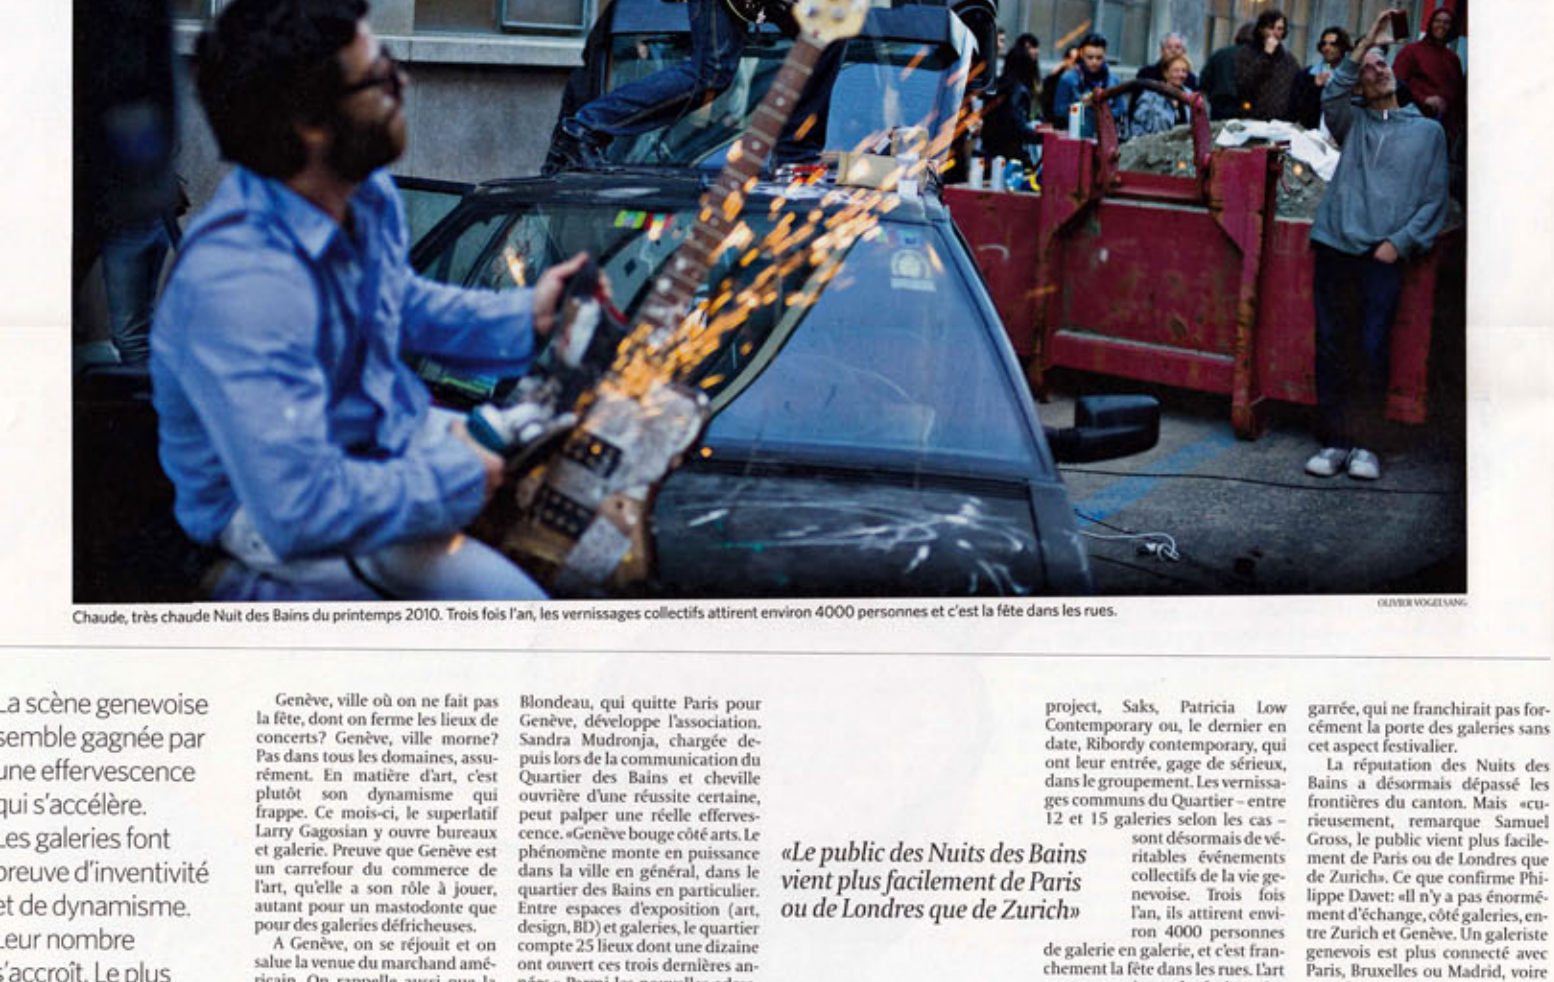 Chaude, très chaude Nuit des Bains du printemps 2010. Trois fois l'an, les vernissages collectifs attirent environ 4000 personnes et c'est la fête dans les rues.
OLIVIER VOGELSANG
La scène genevoise
semble gagnée par
une effervescence
qui s'accélère.
Les galeries font
preuve d'inventivité
et de dynamisme.
Leur nombre
s'accroît. Le plus
Genève, ville où on ne fait pas
la fête, dont on ferme les lieux de
concerts? Genève, ville morne?
Pas dans tous les domaines, assu-
rément. En matière d'art, c'est
plutôt son dynamisme qui
frappe. Ce mois-ci, le superlatif
Larry Gagosian y ouvre bureaux
et galerie. Preuve que Genève est
un carrefour du commerce de
l'art, qu'elle a son rôle à jouer,
autant pour un mastodonte que
pour des galeries défricheuses.
A Genève, on se réjouit et on
salue la venue du marchand amé-
ricain. On rappelle aussi que la
Blondeau, qui quitte Paris pour
Genève, développe l'association.
Sandra Mudronja, chargée de-
puis lors de la communication du
Quartier des Bains et cheville
ouvrière d'une réussite certaine,
peut palper une réelle efferves-
cence. «Genève bouge côté arts. Le
phénomène monte en puissance
dans la ville en général, dans le
quartier des Bains en particulier.
Entre espaces d'exposition (art,
design, BD) et galeries, le quartier
compte 25 lieux dont une dizaine
ont ouvert ces trois dernières an-
nées.» Parmi les nouvelles
«Le public des Nuits des Bains
vient plus facilement de Paris
ou de Londres que de Zurich»
project, Saks, Patricia Low
Contemporary ou, le dernier en
date, Ribordy contemporary, qui
ont leur entrée, gage de sérieux,
dans le groupement. Les vernissa-
ges communs du Quartier – entre
12 et 15 galeries selon les cas –
sont désormais de vé-
ritables événements
collectifs de la vie ge-
nevoise. Trois fois
l'an, ils attirent envi-
ron 4000 personnes
de galerie en galerie, et c'est fran-
chement la fête dans les rues. L'art
garrée, qui ne franchirait pas for-
cément la porte des galeries sans
cet aspect festivalier.
La réputation des Nuits des
Bains a désormais dépassé les
frontières du canton. Mais «cu-
rieusement, remarque Samuel
Gross, le public vient plus facile-
ment de Paris ou de Londres que
de Zurich». Ce que confirme Phi-
lippe Davet: «Il n'y a pas énormé-
ment d'échange, côté galeries, en-
tre Zurich et Genève. Un galeriste
genevois est plus connecté avec
Paris, Bruxelles ou Madrid, voire